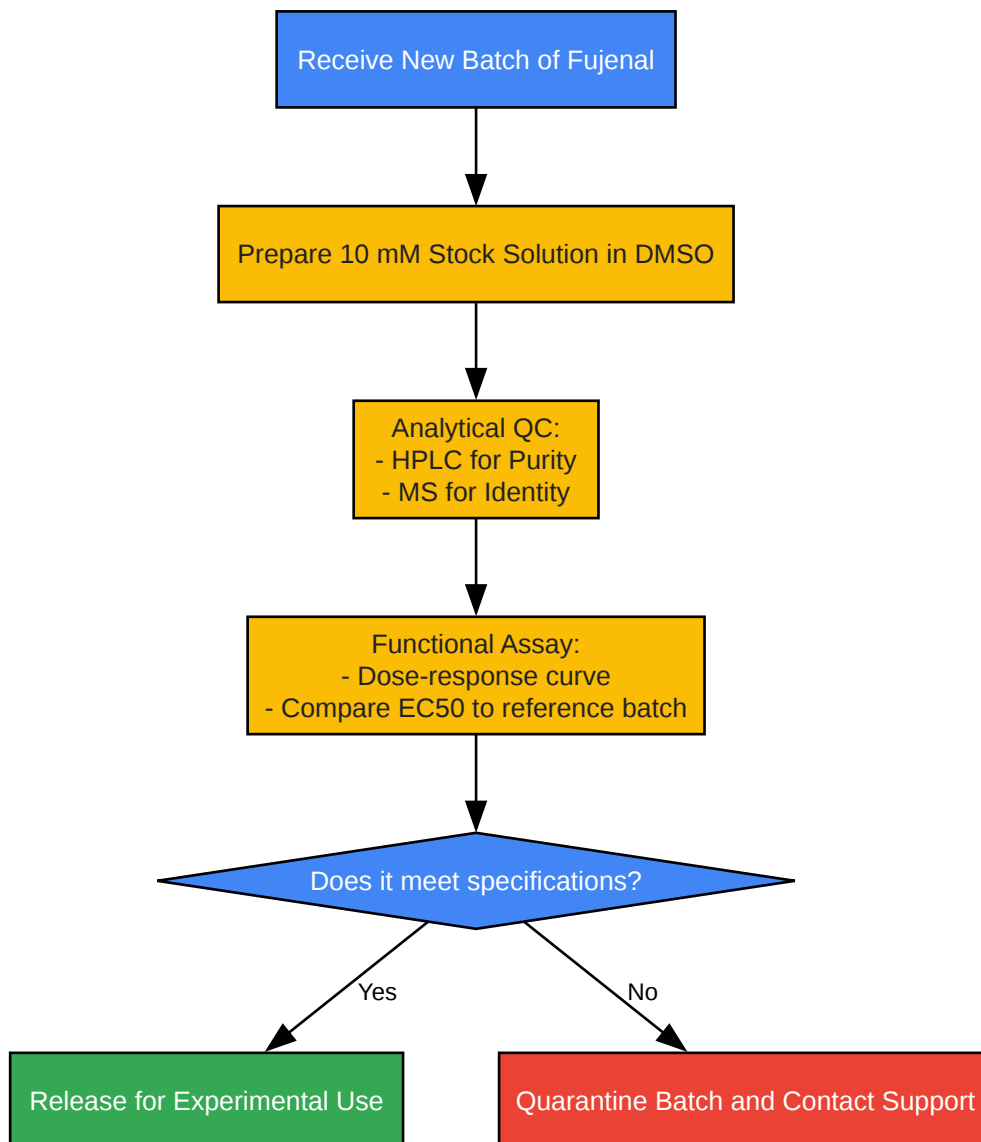 Receive New Batch of Fujenal
Prepare 10 mM Stock Solution in DMSO
Analytical QC:
- HPLC for Purity
- MS for Identity
Functional Assay:
- Dose-response curve
- Compare EC50 to reference batch
Does it meet specifications?
Yes
No
Release for Experimental Use
Quarantine Batch and Contact Support